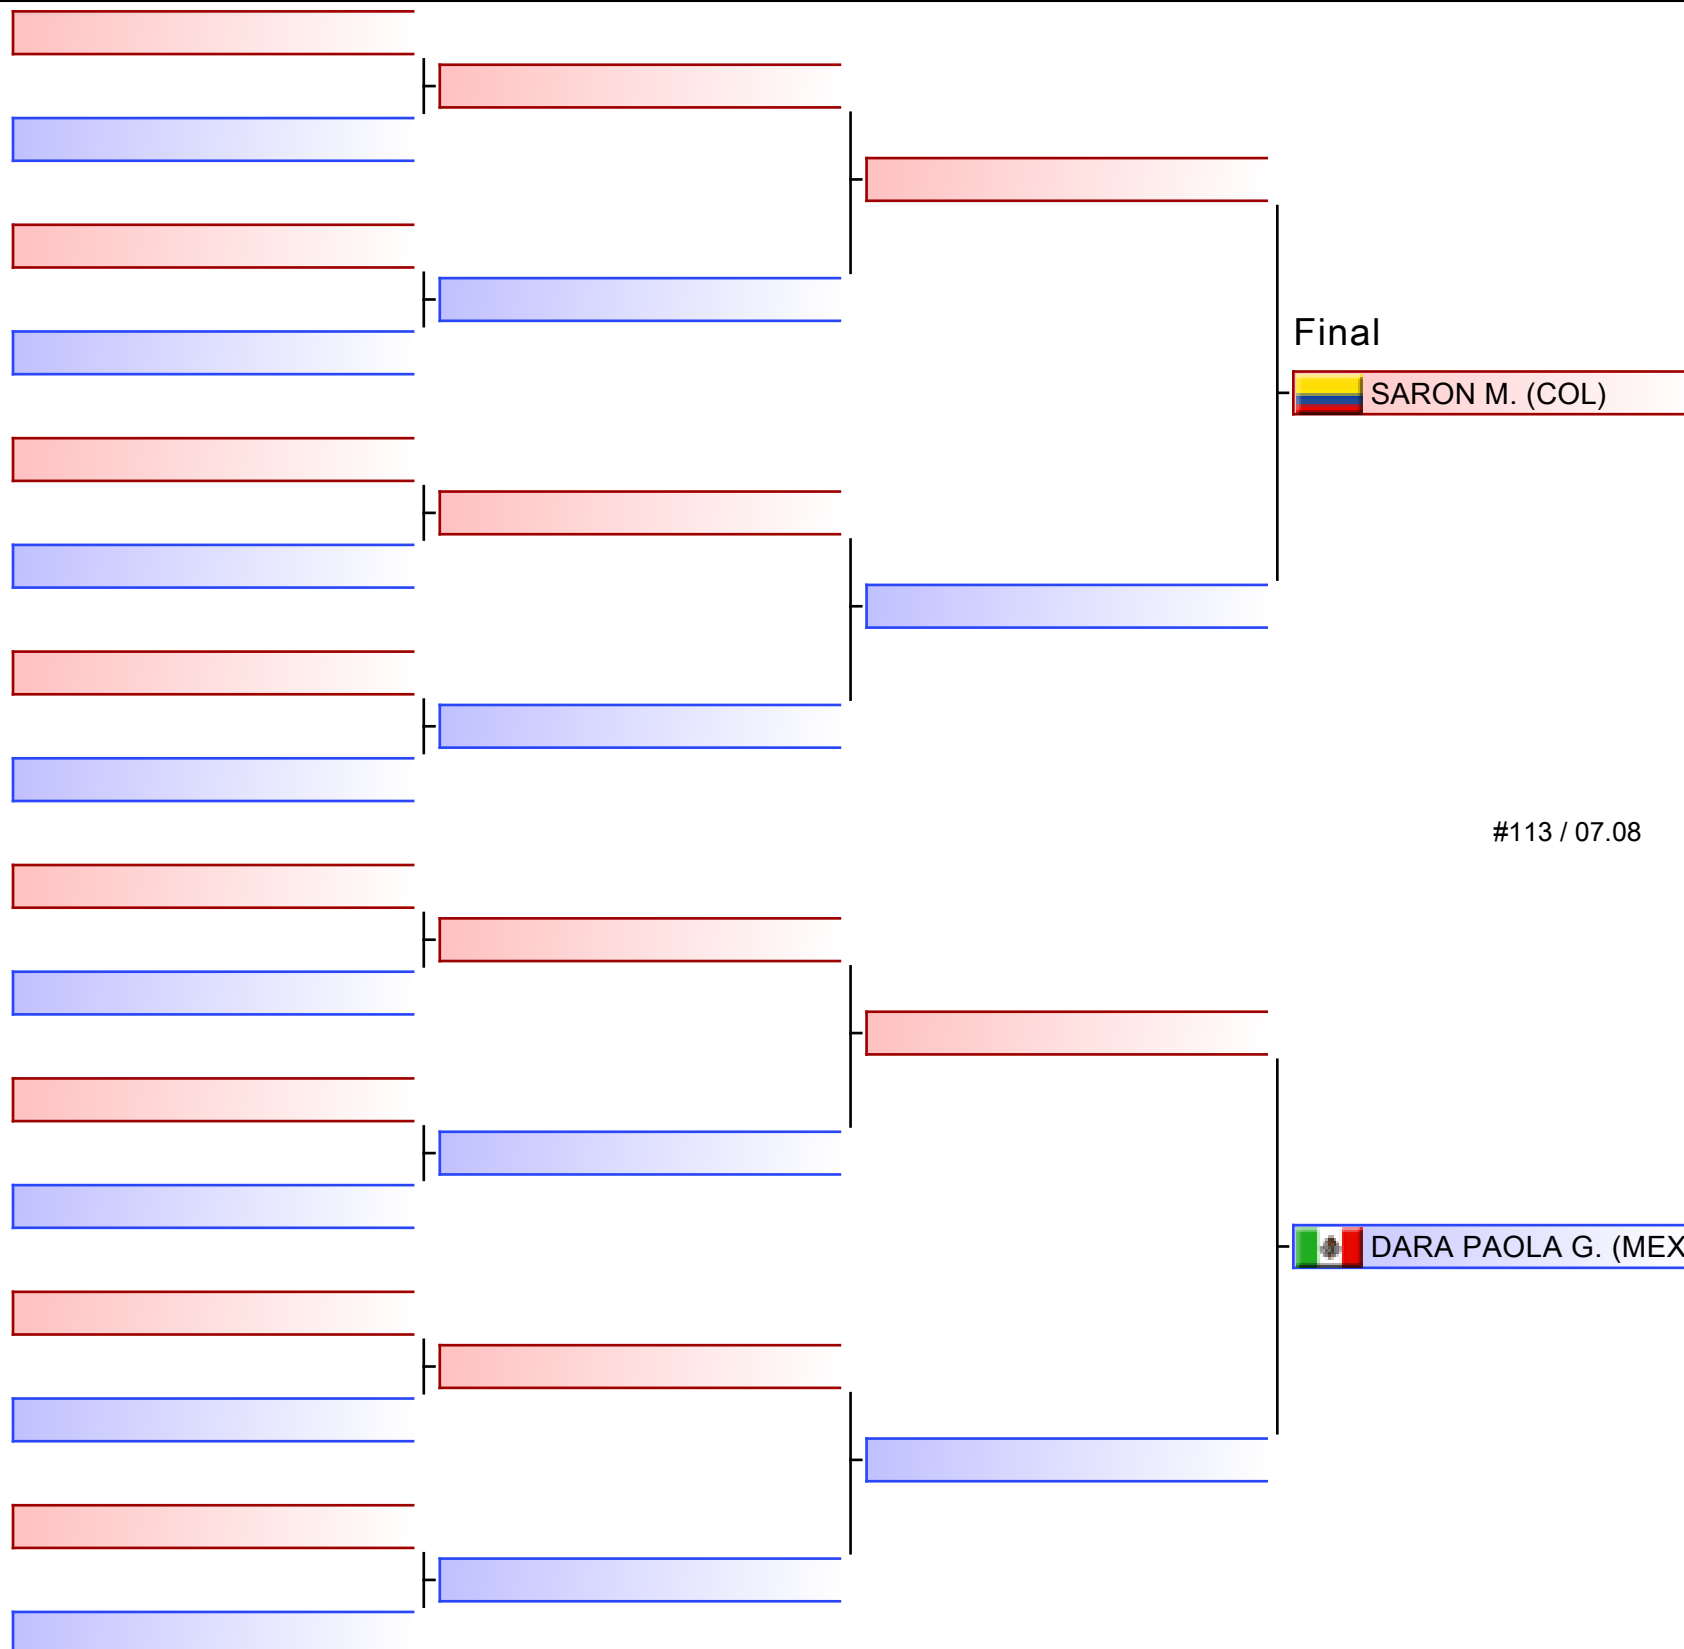 Final
SARON M. (COL)
#113 / 07.08
DARA PAOLA G. (MEX